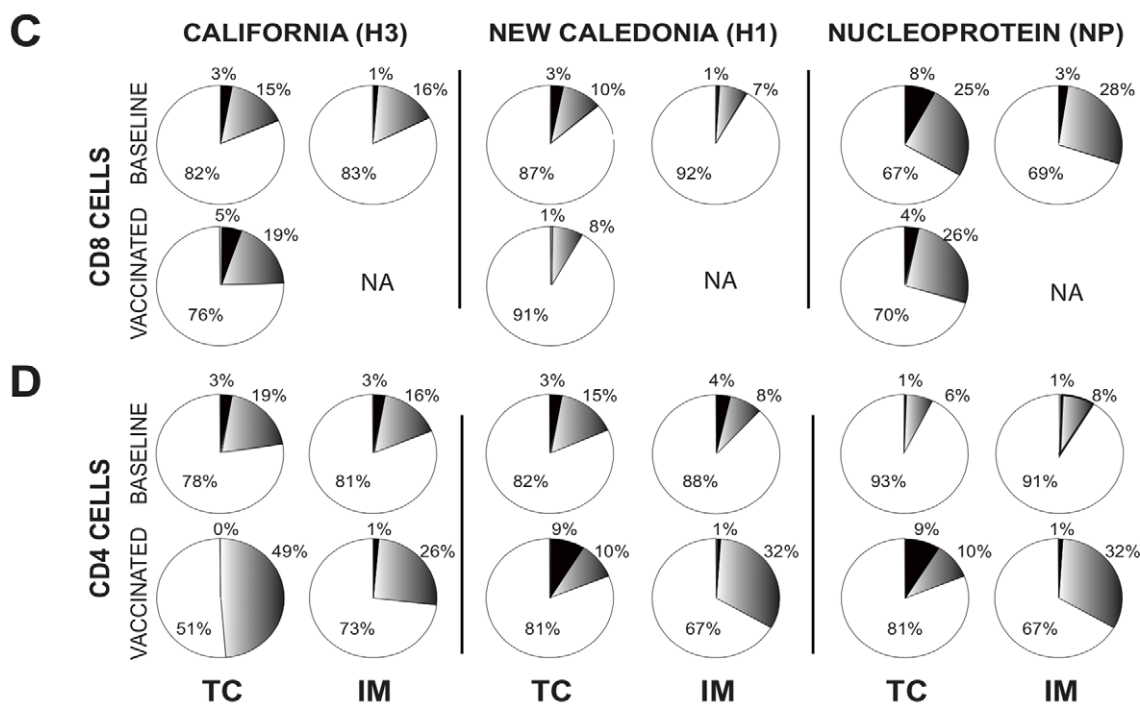 C
CALIFORNIA (H3) NEW CALEDONIA (H1) NUCLEOPROTEIN (NP)
CD8 CELLS
BASELINE
3% 15% 82%
1% 16% 83%
3% 10% 87%
1% 7% 92%
8% 25% 67%
3% 28% 69%
VACCINATED
5% 19% 76%
NA
1% 8% 91%
NA
4% 26% 70%
NA
D
CD4 CELLS
BASELINE
3% 19% 78%
3% 16% 81%
3% 15% 82%
4% 8% 88%
1% 6% 93%
1% 8% 91%
VACCINATED
0% 49% 51%
1% 26% 73%
9% 10% 81%
1% 32% 67%
9% 10% 81%
1% 32% 67%
TC IM TC IM TC IM